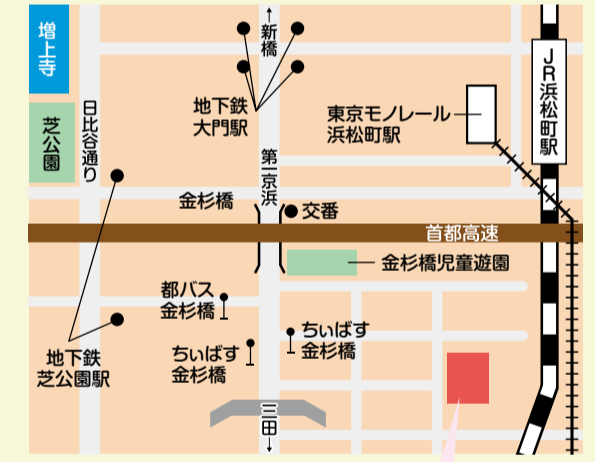 増上寺
芝公園
日比谷通り
↑新橋
地下鉄
大門駅
第一京浜
東京モノレール
浜松町駅
JR浜松町駅
金杉橋
交番
首都高速
金杉橋児童遊園
都バス
金杉橋
ちぃばす
金杉橋
ちぃばす
金杉橋
地下鉄
芝公園駅
三田↓